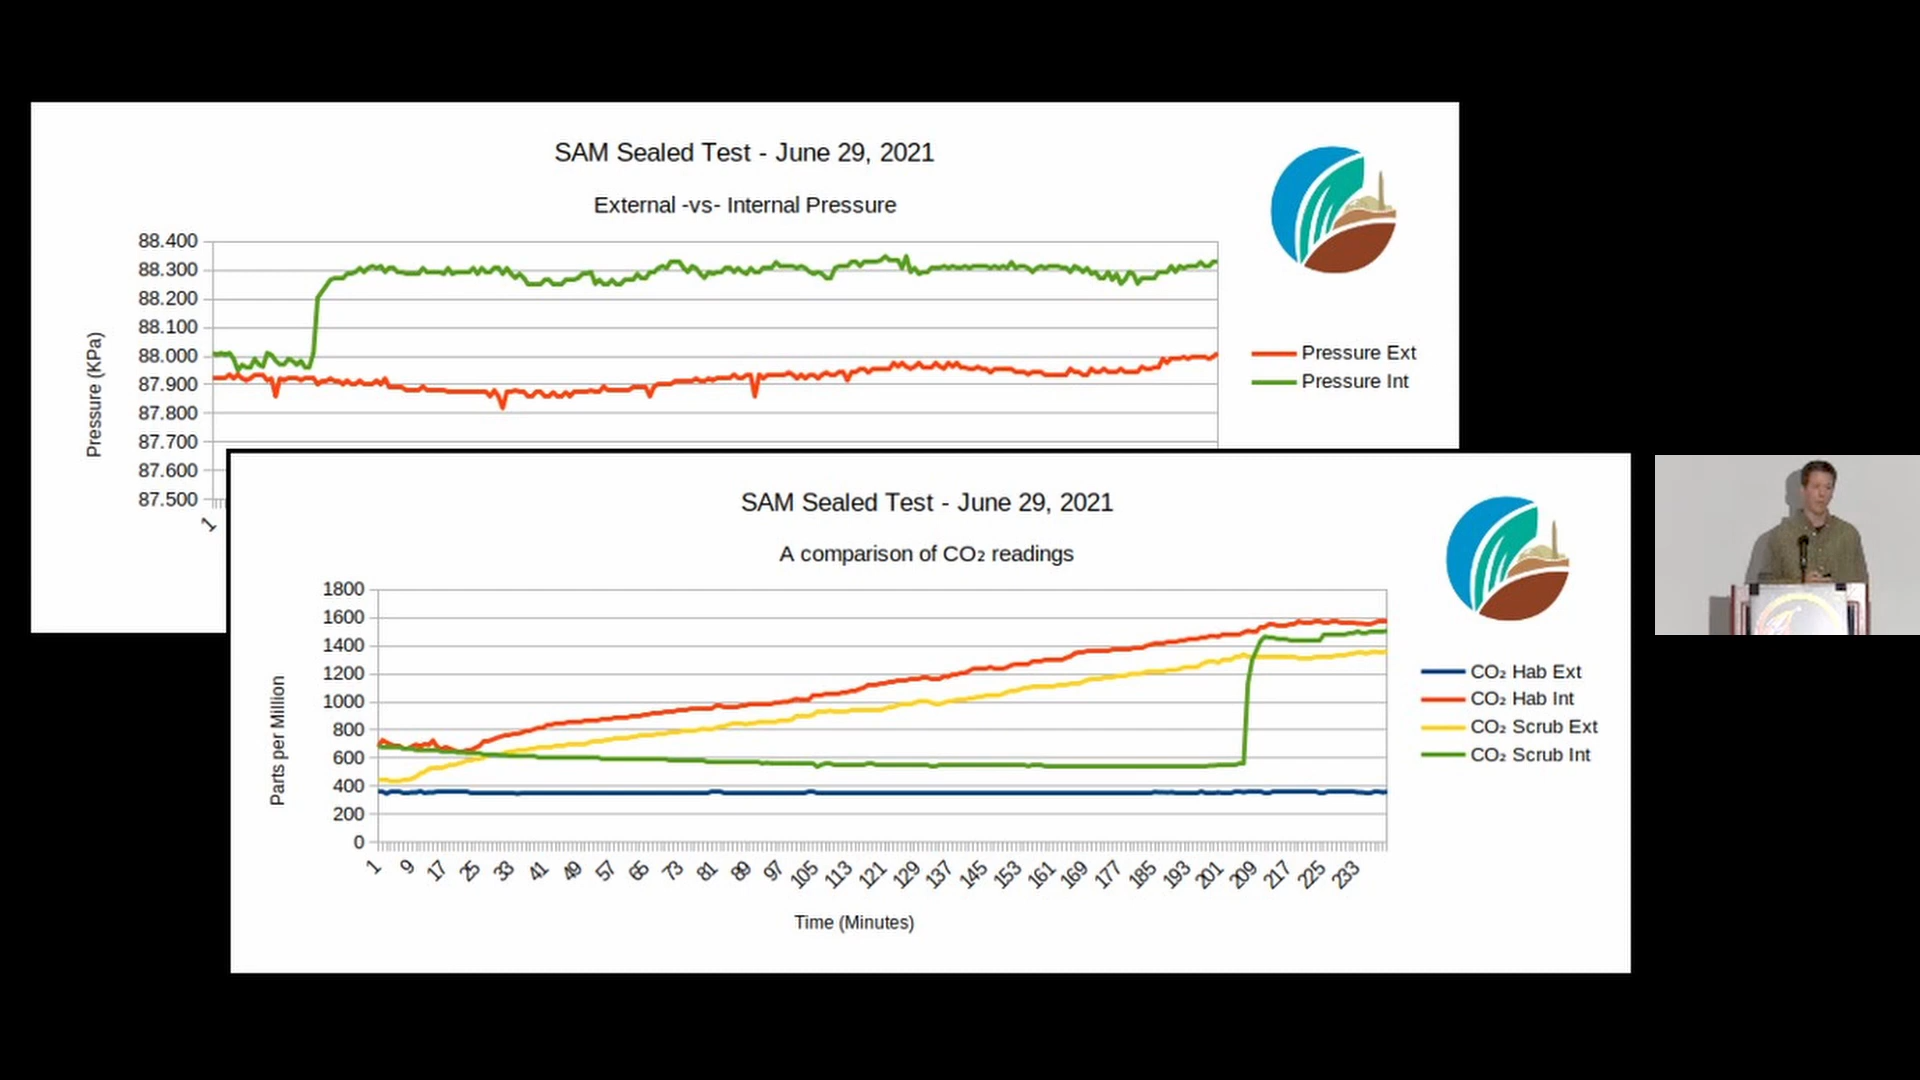 SAM Sealed Test - June 29, 2021
External -vs- Internal Pressure
88.400
88.300
88.200
88.100
88.000
87.900
87.800
87.700
87.600
87.500
Pressure (KPa)
1
Pressure Ext
Pressure Int
SAM Sealed Test - June 29, 2021
A comparison of CO₂ readings
1800
1600
1400
1200
1000
800
600
400
200
0
Parts per Million
1 9 17 25 33 41 49 57 65 73 81 89 97 105 113 121 129 137 145 153 161 169 177 185 193 201 209 217 225 233
Time (Minutes)
CO₂ Hab Ext
CO₂ Hab Int
CO₂ Scrub Ext
CO₂ Scrub Int